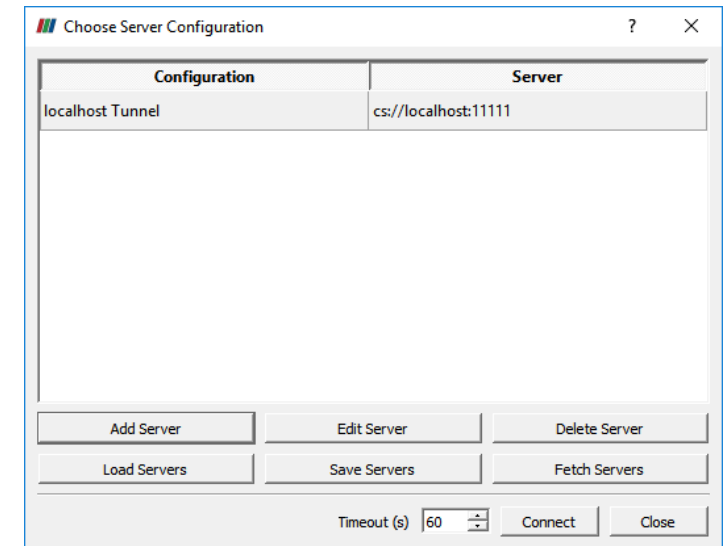 Choose Server Configuration ?
Configuration Server
localhost Tunnel cs://localhost:11111
Add Server Edit Server Delete Server
Load Servers Save Servers Fetch Servers
Timeout (s) 60 Connect Close